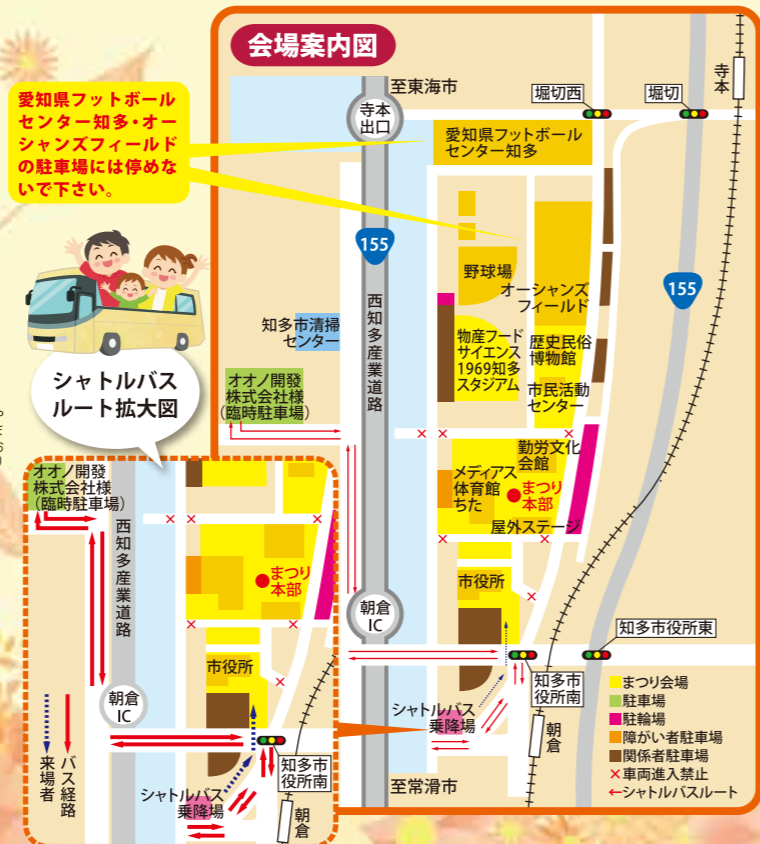 会場案内図
愛知県フットボール
センター知多・オー
シャンズフィールド
の駐車場には停めな
いで下さい。
至東海市
寺本
出口
堀切西
堀切
寺本
愛知県フットボール
センター知多
155
155
野球場
オーシャンズ
フィールド
西知多産業道路
知多市清掃
センター
物産フード
サイエンス
1969知多
スタジアム
歴史民俗
博物館
市民活動
センター
オオノ開發
株式会社様
(臨時駐車場)
勤労文化
会館
メディアス
体育館
ちた
まつり
本部
屋外ステージ
市役所
朝倉
IC
知多市役所東
知多市
役所南
シャトルバス
乗降場
朝倉
至常滑市
まつり会場
駐車場
駐輪場
障がい者駐車場
関係者駐車場
×車両進入禁止
←シャトルバスルート
シャトルバス
ルート拡大図
オオノ開發
株式会社様
(臨時駐車場)
西知多産業道路
まつり
本部
市役所
朝倉
IC
知多市
役所南
シャトルバス
乗降場
朝倉
バス経路
来場者